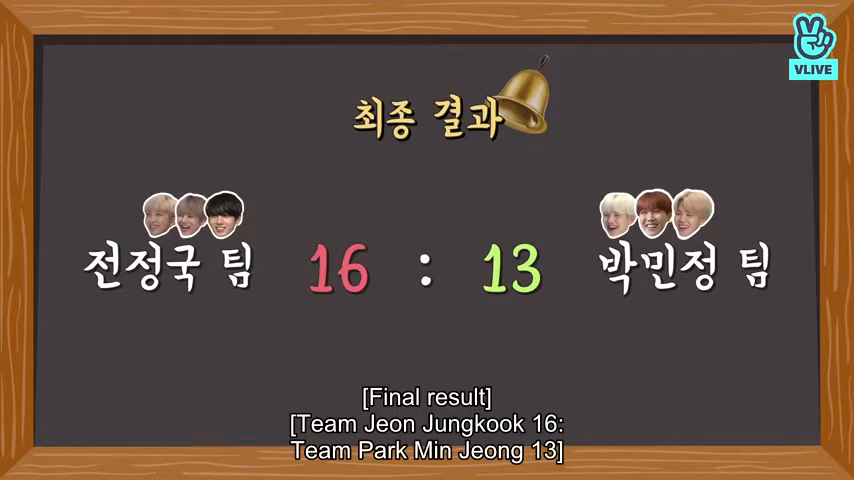 VLIVE
최종 결과
전정국 팀 16 : 13 박민정 팀
[Final result]
[Team Jeon Jungkook 16:
Team Park Min Jeong 13]